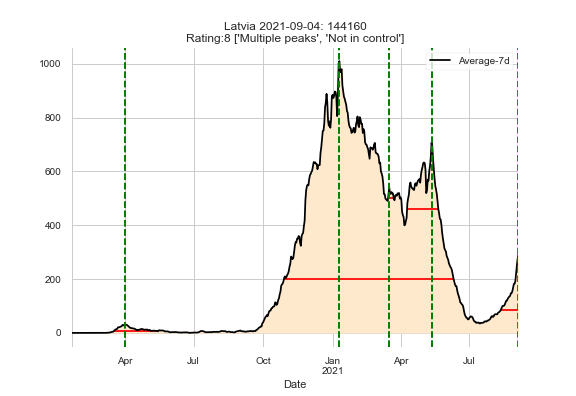 Latvia 2021-09-04: 144160
Rating:8 ['Multiple peaks', 'Not in control']
Average-7d
1000
800
600
400
200
0
Apr Jul Oct Jan Apr Jul
2021
Date